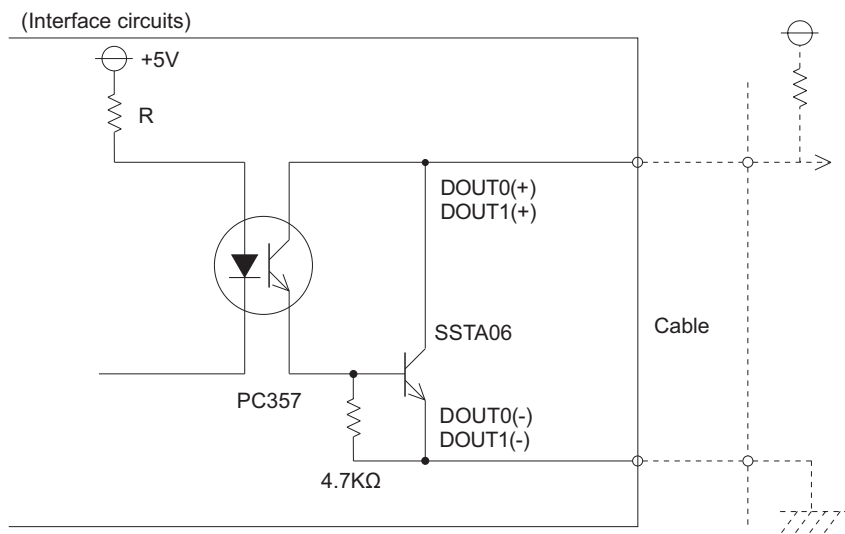 (Interface circuits)
+5V
R
DOUT0(+)
DOUT1(+)
SSTA06
Cable
PC357
DOUT0(-)
DOUT1(-)
4.7KΩ